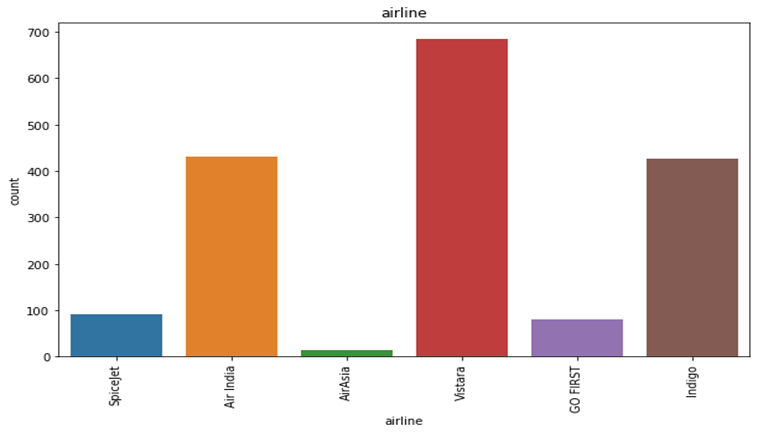 airline
700
600
500
400
300
200
100
0
count
SpiceJet
Air India
AirAsia
Vistara
GO FIRST
Indigo
airline